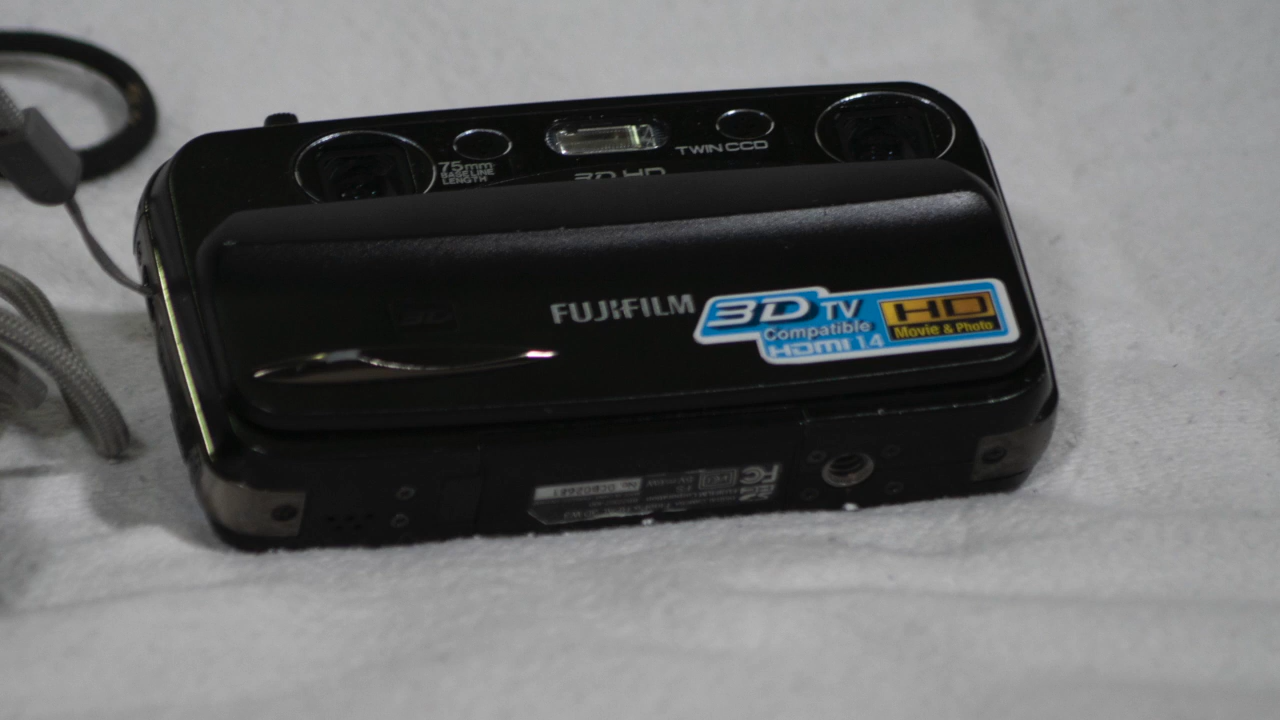 75mm
BASELINE
LENGTH
TWIN CCD
3D HD
FUJIFILM
3D TV
Compatible
HDMI 1.4
HD
Movie & Photo